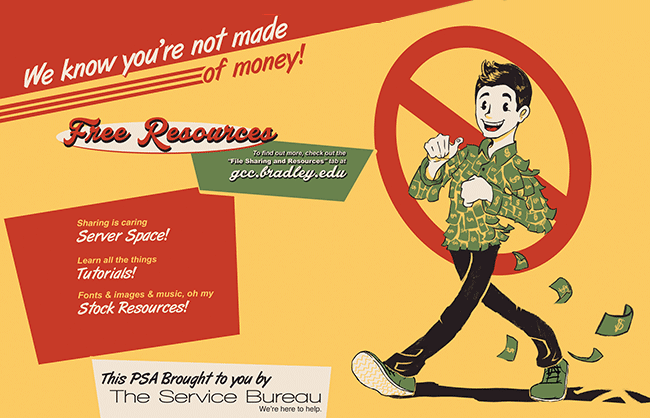 We know you're not made
of money!
Free Resources
To find out more, check out the
"File Sharing and Resources" tab at
gcc.bradley.edu
Sharing is caring
Server Space!
Learn all the things
Tutorials!
Fonts & images & music, oh my
Stock Resources!
This PSA Brought to you by
The Service Bureau
We're here to help.